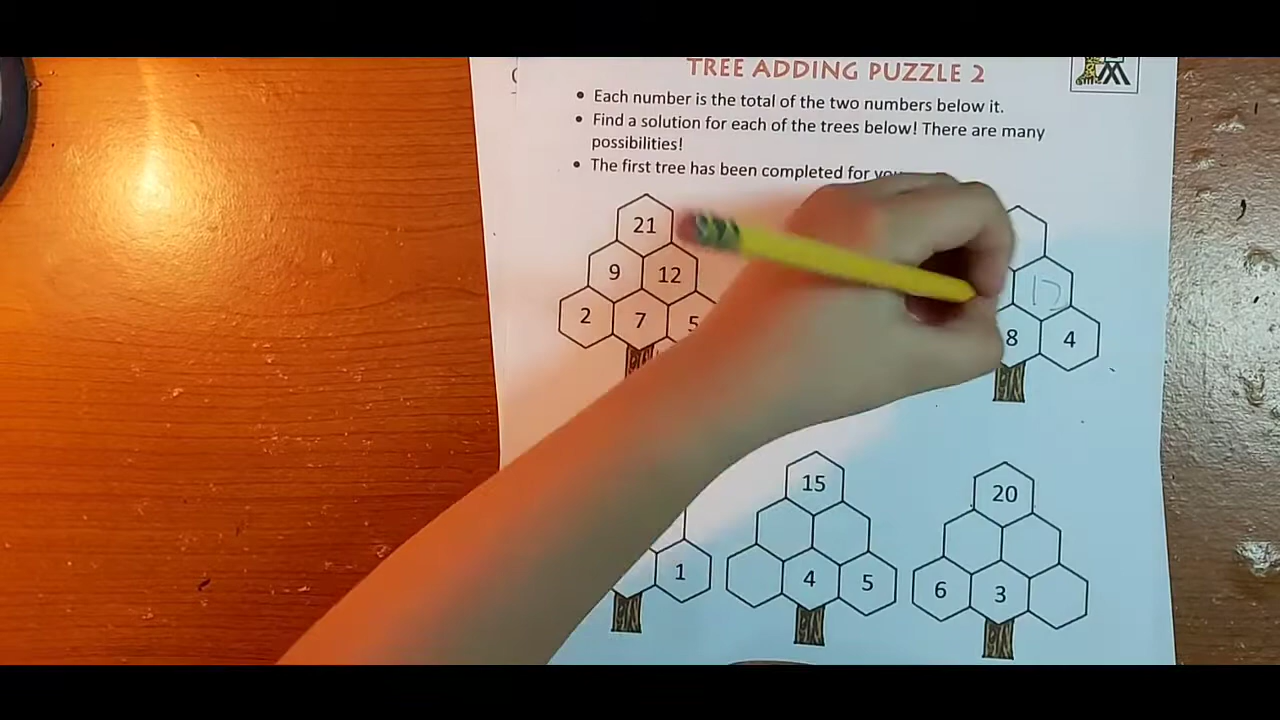 TREE ADDING PUZZLE 2
• Each number is the total of the two numbers below it.
• Find a solution for each of the trees below! There are many
possibilities!
• The first tree has been completed for
21
9 12
2 7 5
12
8 4
1
15
4 5
20
6 3